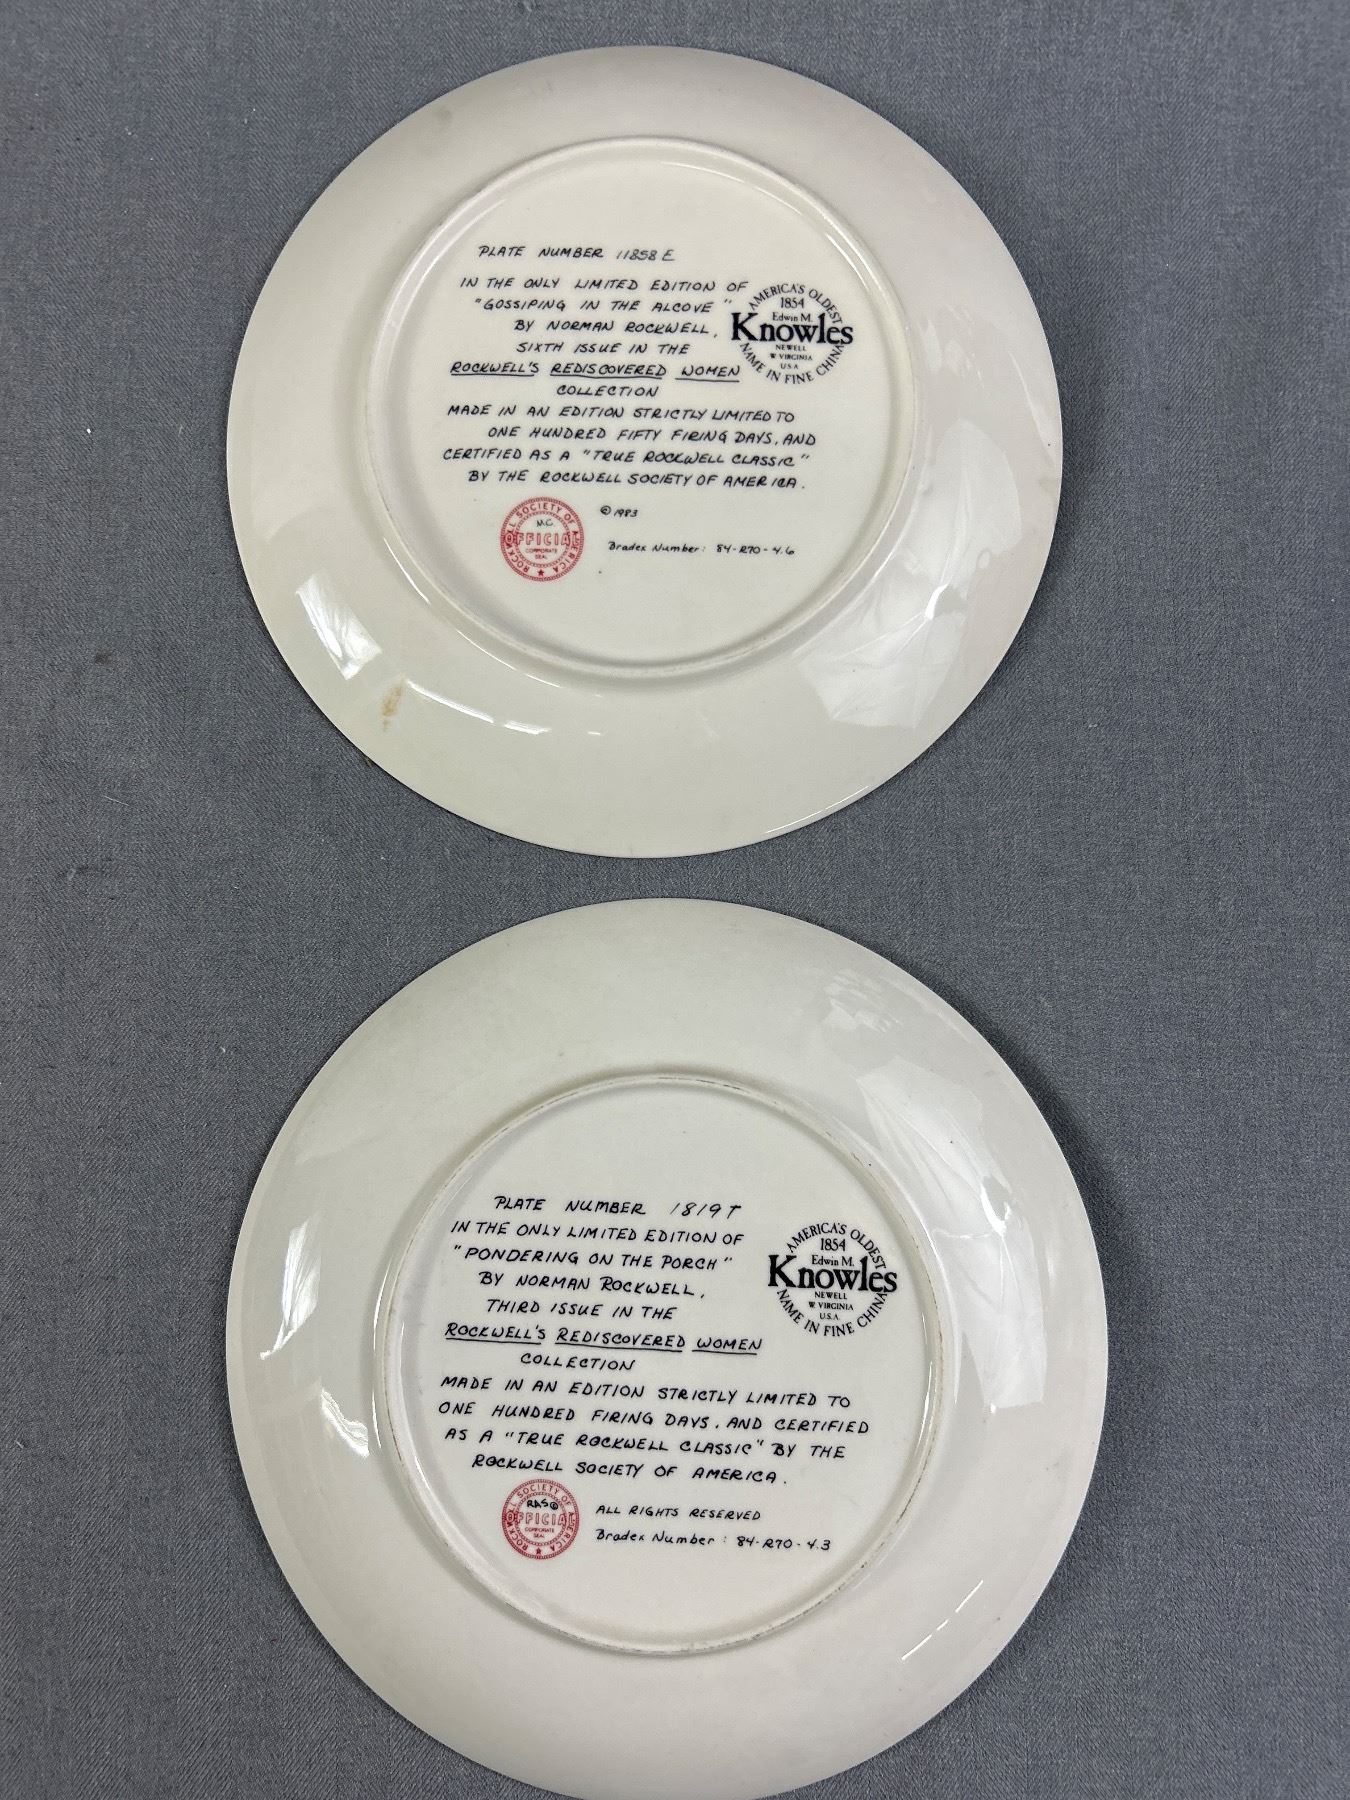 PLATE NUMBER 11858 E
IN THE ONLY LIMITED EDITION OF
"GOSSIPING IN THE ALCOVE"
BY NORMAN ROCKWELL,
SIXTH ISSUE IN THE
ROCKWELL'S REDISCOVERED WOMEN
COLLECTION
MADE IN AN EDITION STRICTLY LIMITED TO
ONE HUNDRED FIFTY FIRING DAYS, AND
CERTIFIED AS A "TRUE ROCKWELL CLASSIC"
BY THE ROCKWELL SOCIETY OF AMERICA.
AMERICA'S OLDEST
1854
Edwin M.
Knowles
NEWELL
W VIRGINIA
U.S.A.
NAME IN FINE CHINA
ROCKWELL SOCIETY OF AMERICA
M.C.
OFFICIAL
CORPORATE
SEAL
© 1983
Bradex Number: 84-R70-4.6
PLATE NUMBER 1819T
IN THE ONLY LIMITED EDITION OF
"PONDERING ON THE PORCH"
BY NORMAN ROCKWELL,
THIRD ISSUE IN THE
ROCKWELL'S REDISCOVERED WOMEN
COLLECTION
MADE IN AN EDITION STRICTLY LIMITED TO
ONE HUNDRED FIRING DAYS, AND CERTIFIED
AS A "TRUE ROCKWELL CLASSIC" BY THE
ROCKWELL SOCIETY OF AMERICA.
AMERICA'S OLDEST
1854
Edwin M.
Knowles
NEWELL
W VIRGINIA
U.S.A.
NAME IN FINE CHINA
ROCKWELL SOCIETY OF AMERICA
RAS©
OFFICIAL
CORPORATE
SEAL
ALL RIGHTS RESERVED
Bradex Number: 84-R70-4.3